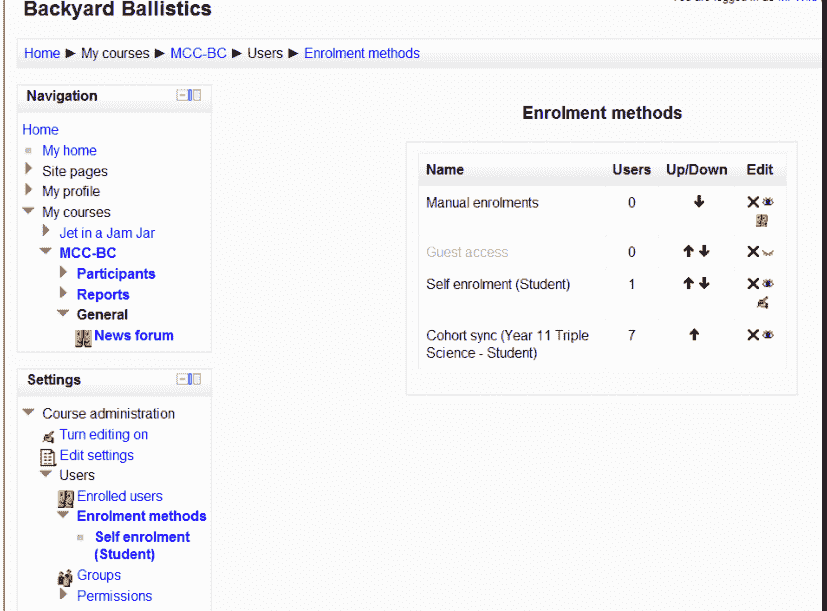 Backyard Ballistics
Home ► My courses ► MCC-BC ► Users ► Enrolment methods
Navigation
Home
My home
Site pages
My profile
My courses
Jet in a Jam Jar
MCC-BC
Participants
Reports
General
News forum
Settings
Course administration
Turn editing on
Edit settings
Users
Enrolled users
Enrolment methods
Self enrolment
(Student)
Groups
Permissions
Enrolment methods
Name Users Up/Down Edit
Manual enrolments 0
Guest access 0
Self enrolment (Student) 1
Cohort sync (Year 11 Triple 7
Science - Student)